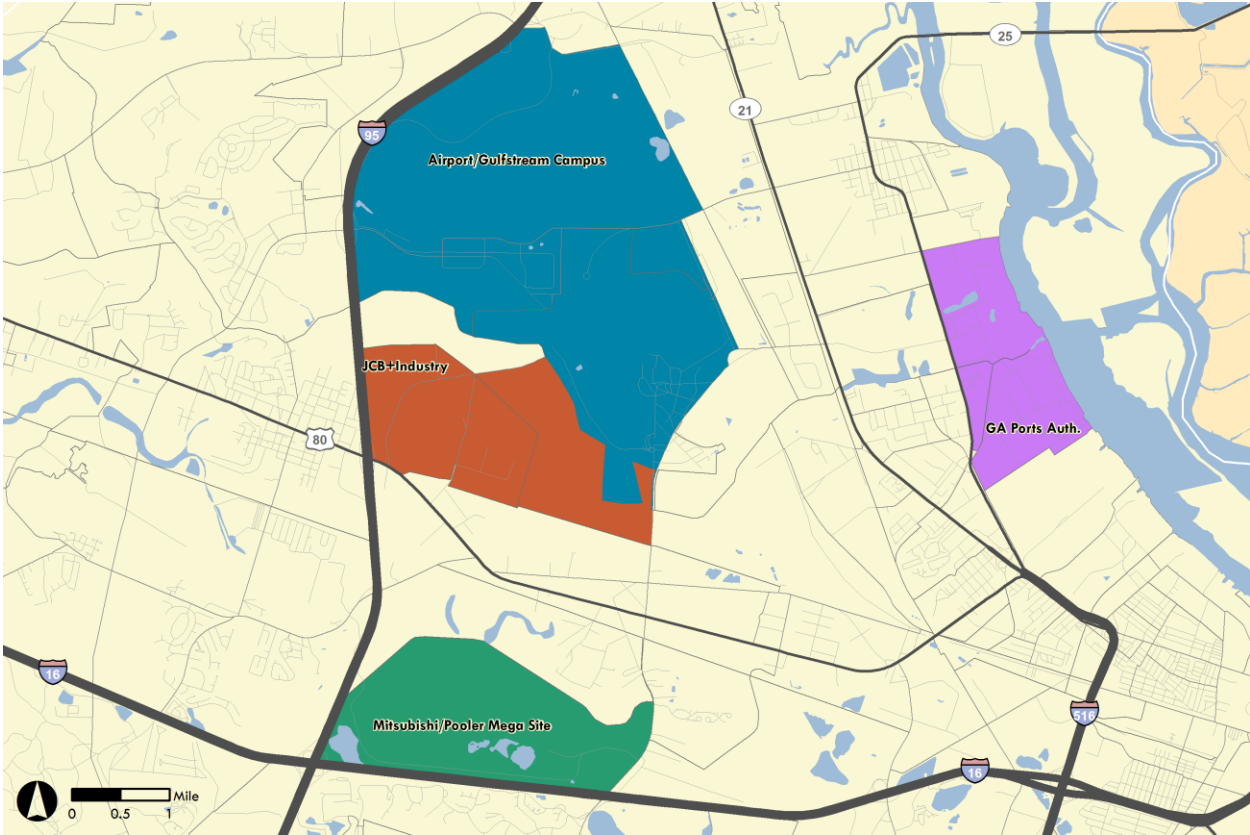 25
21
95
Airport/Gulfstream Campus
JCB+Industry
80
GA Ports Auth.
16
Mitsubishi/Pooler Mega Site
516
16
Mile
0 0.5 1